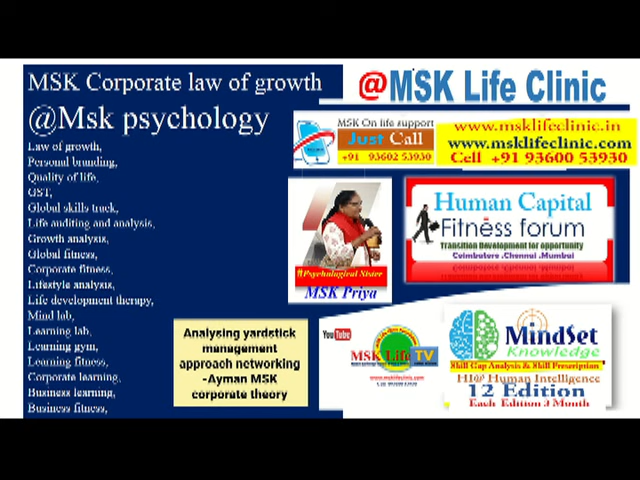 MSK Corporate law of growth
@Msk psychology
Law of growth,
Personal branding,
Quality of life,
GST,
Global skills truck,
Life auditing and analysis,
Growth analysis,
Global fitness,
Corporate fitness,
Lifestyle analysis,
Life development therapy,
Mind lab,
Learning lab,
Learning gym,
Learning fitness,
Corporate learning,
Business learning,
Business fitness,
Analysing yardstick
management
approach networking
-Ayman MSK
corporate theory
@MSK Life Clinic
MSK On life support
Just Call
+91 93602 53930
www.msklifeclinic.in
www.msklifeclinic.com
Cell +91 93600 53930
#Psychological Sister
MSK Priya
Human Capital
Fitness forum
Transition Development for opportunity
Coimbatore ,Chennai ,Mumbai
YouTube
MSK Life TV
www.msklifeclinic.com
MindSet
Knowledge
Skill Gap Analysis & Skill Prescription
HI@ Human Intelligence
12 Edition
Each Edition 3 Month